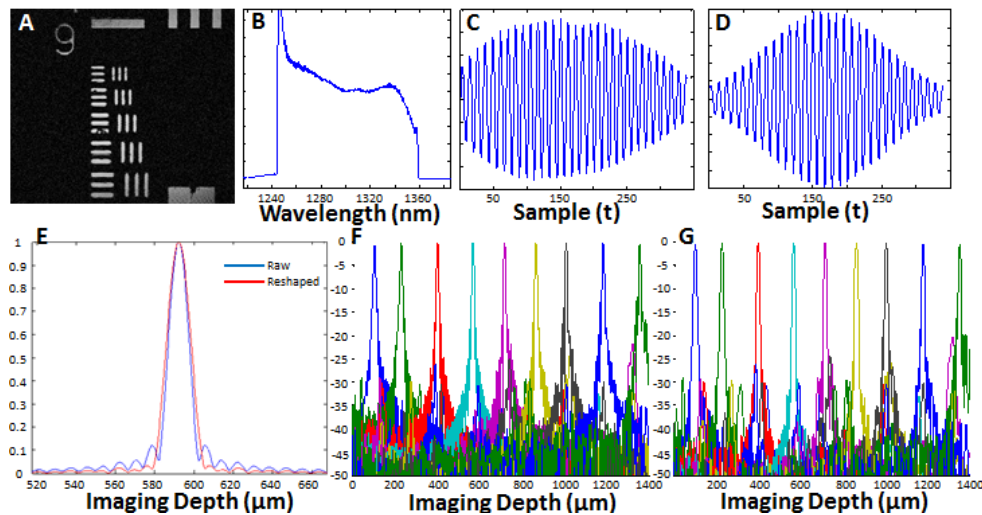 A
9
B
1240 1280 1320 1360
Wavelength (nm)
C
50 150 250
Sample (t)
D
50 150 250
Sample (t)
E
Raw
Reshaped
1
0.9
0.8
0.7
0.6
0.5
0.4
0.3
0.2
0.1
0
520 540 560 580 600 620 640 660
Imaging Depth (μm)
F
0
-5
-10
-15
-20
-25
-30
-35
-40
-45
-50
0 200 400 600 800 1000 1200 1400
Imaging Depth (μm)
G
0
-5
-10
-15
-20
-25
-30
-35
-40
-45
-50
200 400 600 800 1000 1200 1400
Imaging Depth (μm)